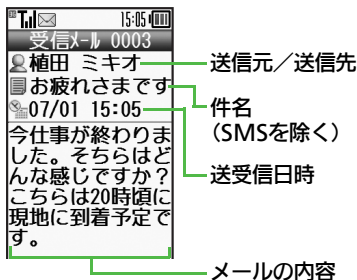 15:05
受信ﾒｰﾙ 0003
植田 ミキオ
お疲れさまです
07/01 15:05
今仕事が終わりま
した。そちらはど
んな感じですか？
こちらは20時頃に
現地に到着予定で
す。
送信元／送信先
件名
（SMSを除く）
送受信日時
メールの内容